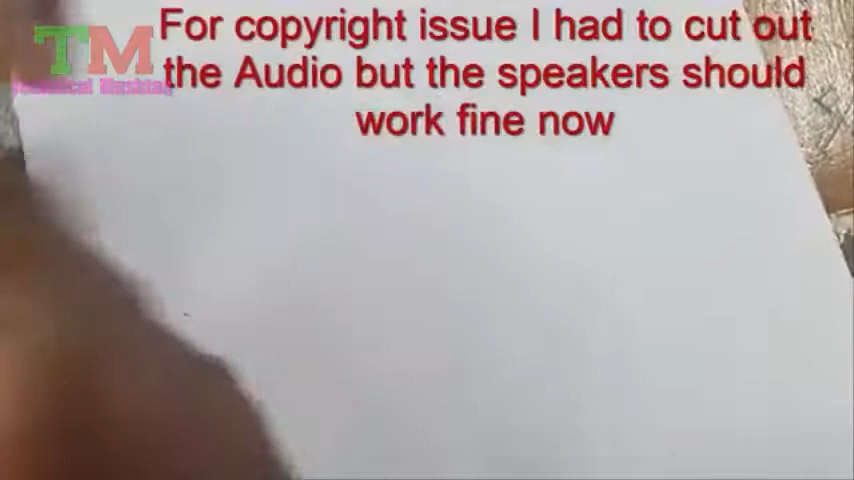 TM
For copyright issue I had to cut out
the Audio but the speakers should
work fine now